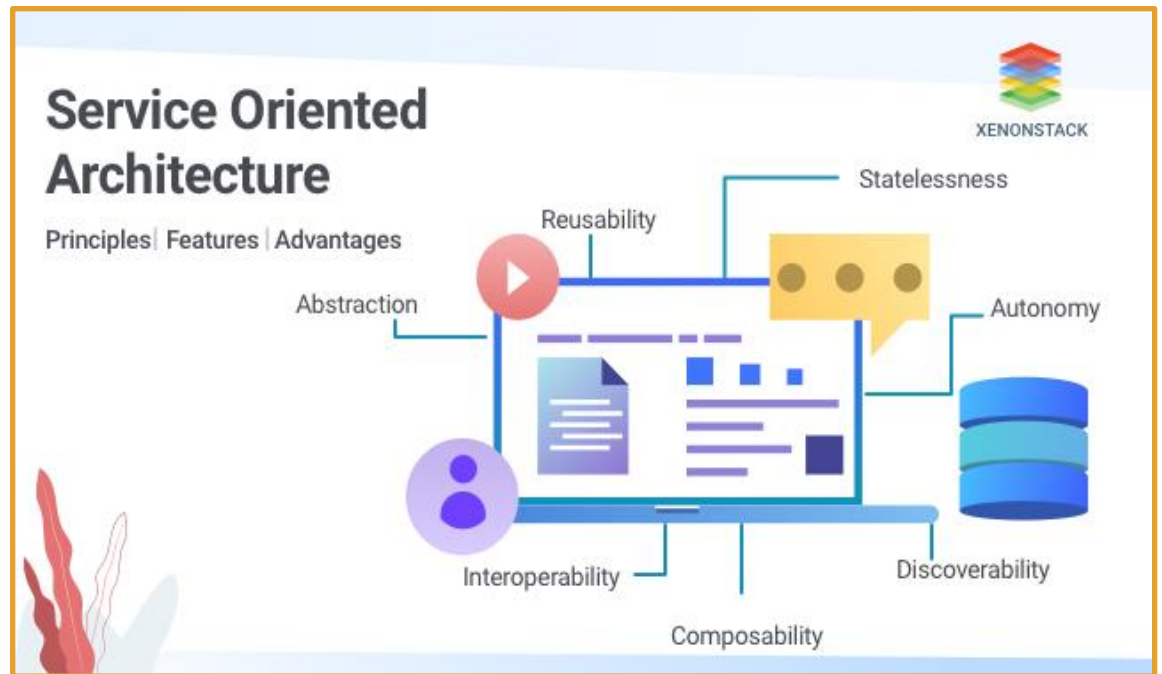 XENONSTACK
Service Oriented
Architecture
Principles| Features |Advantages
Statelessness
Reusability
Abstraction
Autonomy
Interoperability
Discoverability
Composability